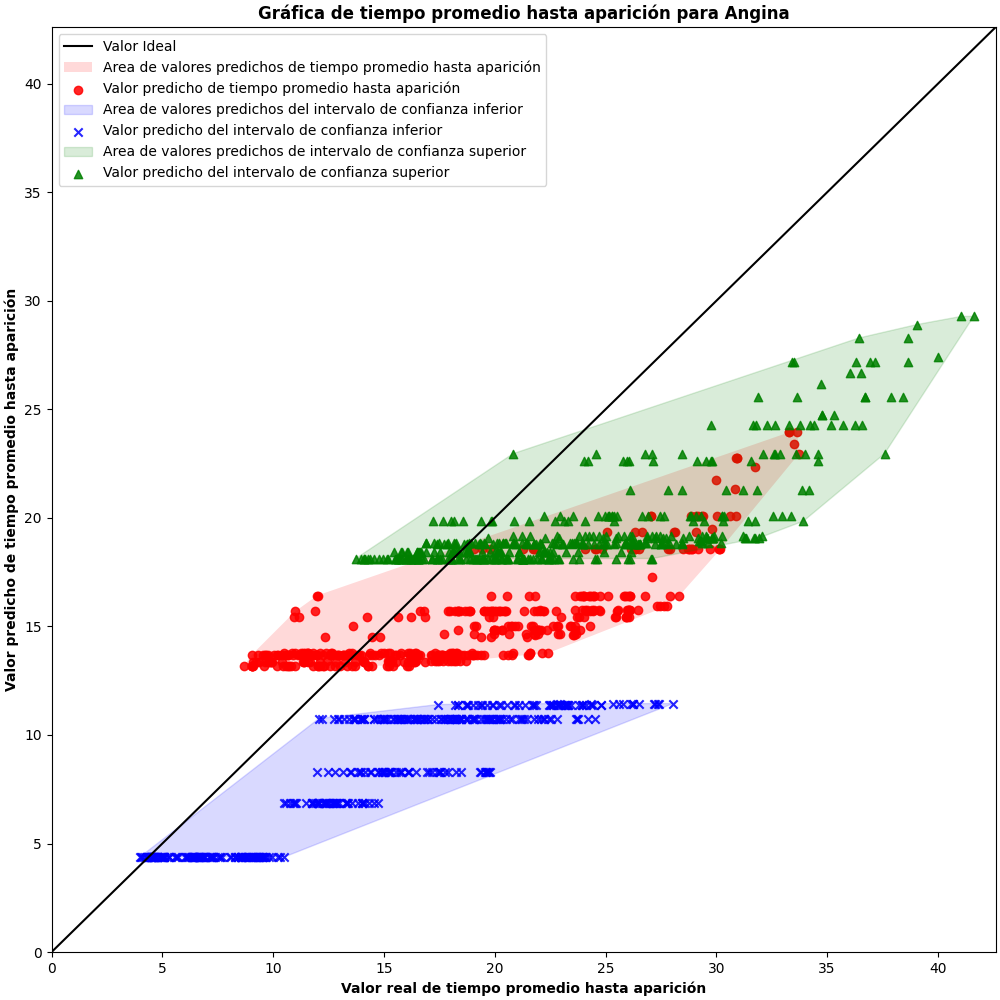 Gráfica de tiempo promedio hasta aparición para Angina
Valor Ideal
Area de valores predichos de tiempo promedio hasta aparición
Valor predicho de tiempo promedio hasta aparición
Area de valores predichos del intervalo de confianza inferior
Valor predicho del intervalo de confianza inferior
Area de valores predichos de intervalo de confianza superior
Valor predicho del intervalo de confianza superior
Valor predicho de tiempo promedio hasta aparición
40
35
30
25
20
15
10
5
0
0 5 10 15 20 25 30 35 40
Valor real de tiempo promedio hasta aparición